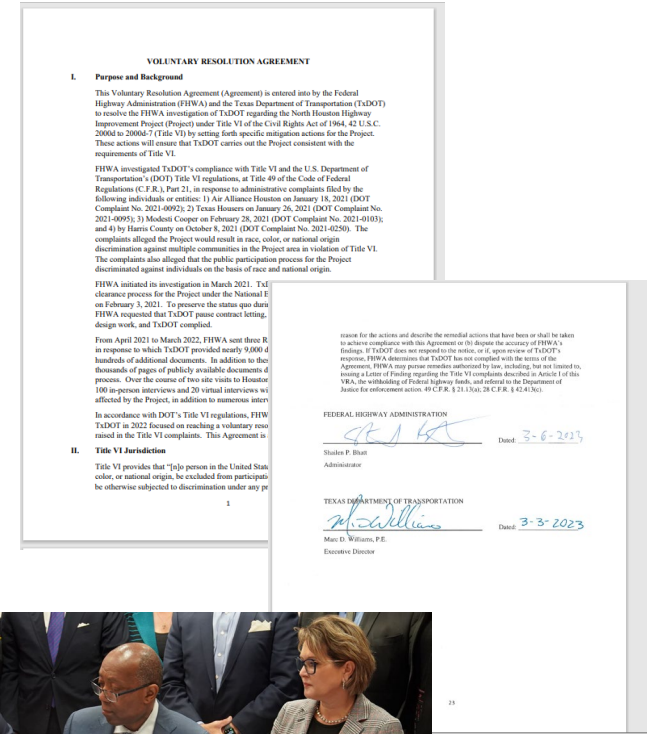 VOLUNTARY RESOLUTION AGREEMENT
I. Purpose and Background
This Voluntary Resolution Agreement (Agreement) is entered into by the Federal
Highway Administration (FHWA) and the Texas Department of Transportation (TxDOT)
to resolve the FHWA investigation of TxDOT regarding the North Houston Highway
Improvement Project (Project) under Title VI of the Civil Rights Act of 1964, 42 U.S.C.
2000d to 2000d-7 (Title VI) by setting forth specific mitigation actions for the Project.
These actions will ensure that TxDOT carries out the Project consistent with the
requirements of Title VI.
FHWA investigated TxDOT's compliance with Title VI and the U.S. Department of
Transportation's (DOT) Title VI regulations, at Title 49 of the Code of Federal
Regulations (C.F.R.), Part 21, in response to administrative complaints filed by the
following individuals or entities: 1) Air Alliance Houston on January 18, 2021 (DOT
Complaint No. 2021-0092); 2) Texas Housers on January 26, 2021 (DOT Complaint No.
2021-0095); 3) Modesti Cooper on February 28, 2021 (DOT Complaint No. 2021-0103);
and 4) by Harris County on October 8, 2021 (DOT Complaint No. 2021-0250). The
complaints alleged the Project would result in race, color, or national origin
discrimination against multiple communities in the Project area in violation of Title VI.
The complaints also alleged that the public participation process for the Project
discriminated against individuals on the basis of race and national origin.
FHWA initiated its investigation in March 2021.
clearance process for the Project under the National
on February 3, 2021. To preserve the status quo
FHWA requested that TxDOT pause contract letting,
design work, and TxDOT complied.
From April 2021 to March 2022, FHWA sent three
in response to which TxDOT provided nearly 9,000
hundreds of additional documents. In addition to
thousands of pages of publicly available documents
process. Over the course of two site visits to Houston
100 in-person interviews and 20 virtual interviews
affected by the Project, in addition to numerous
In accordance with DOT's Title VI regulations,
TxDOT in 2022 focused on reaching a voluntary
raised in the Title VI complaints. This Agreement is
II. Title VI Jurisdiction
Title VI provides that "[n]o person in the United
color, or national origin, be excluded from
be otherwise subjected to discrimination under any
1
reason for the actions and describe the remedial actions that have been or shall be taken
to achieve compliance with this Agreement or (b) dispute the accuracy of FHWA's
findings. If TxDOT does not respond to the notice, or if, upon review of TxDOT's
response, FHWA determines that TxDOT has not complied with the terms of the
Agreement, FHWA may pursue remedies authorized by law, including, but not limited to,
issuing a Letter of Finding regarding the Title VI complaints described in Article I of this
VRA, the withholding of Federal highway funds, and referral to the Department of
Justice for enforcement action. 49 C.F.R. § 21.13(a); 28 C.F.R. § 42.413(c).
FEDERAL HIGHWAY ADMINISTRATION
Dated: 3-6-2023
Shailen P. Bhatt
Administrator
TEXAS DEPARTMENT OF TRANSPORTATION
Dated: 3-3-2023
Marc D. Williams, P.E.
Executive Director
23